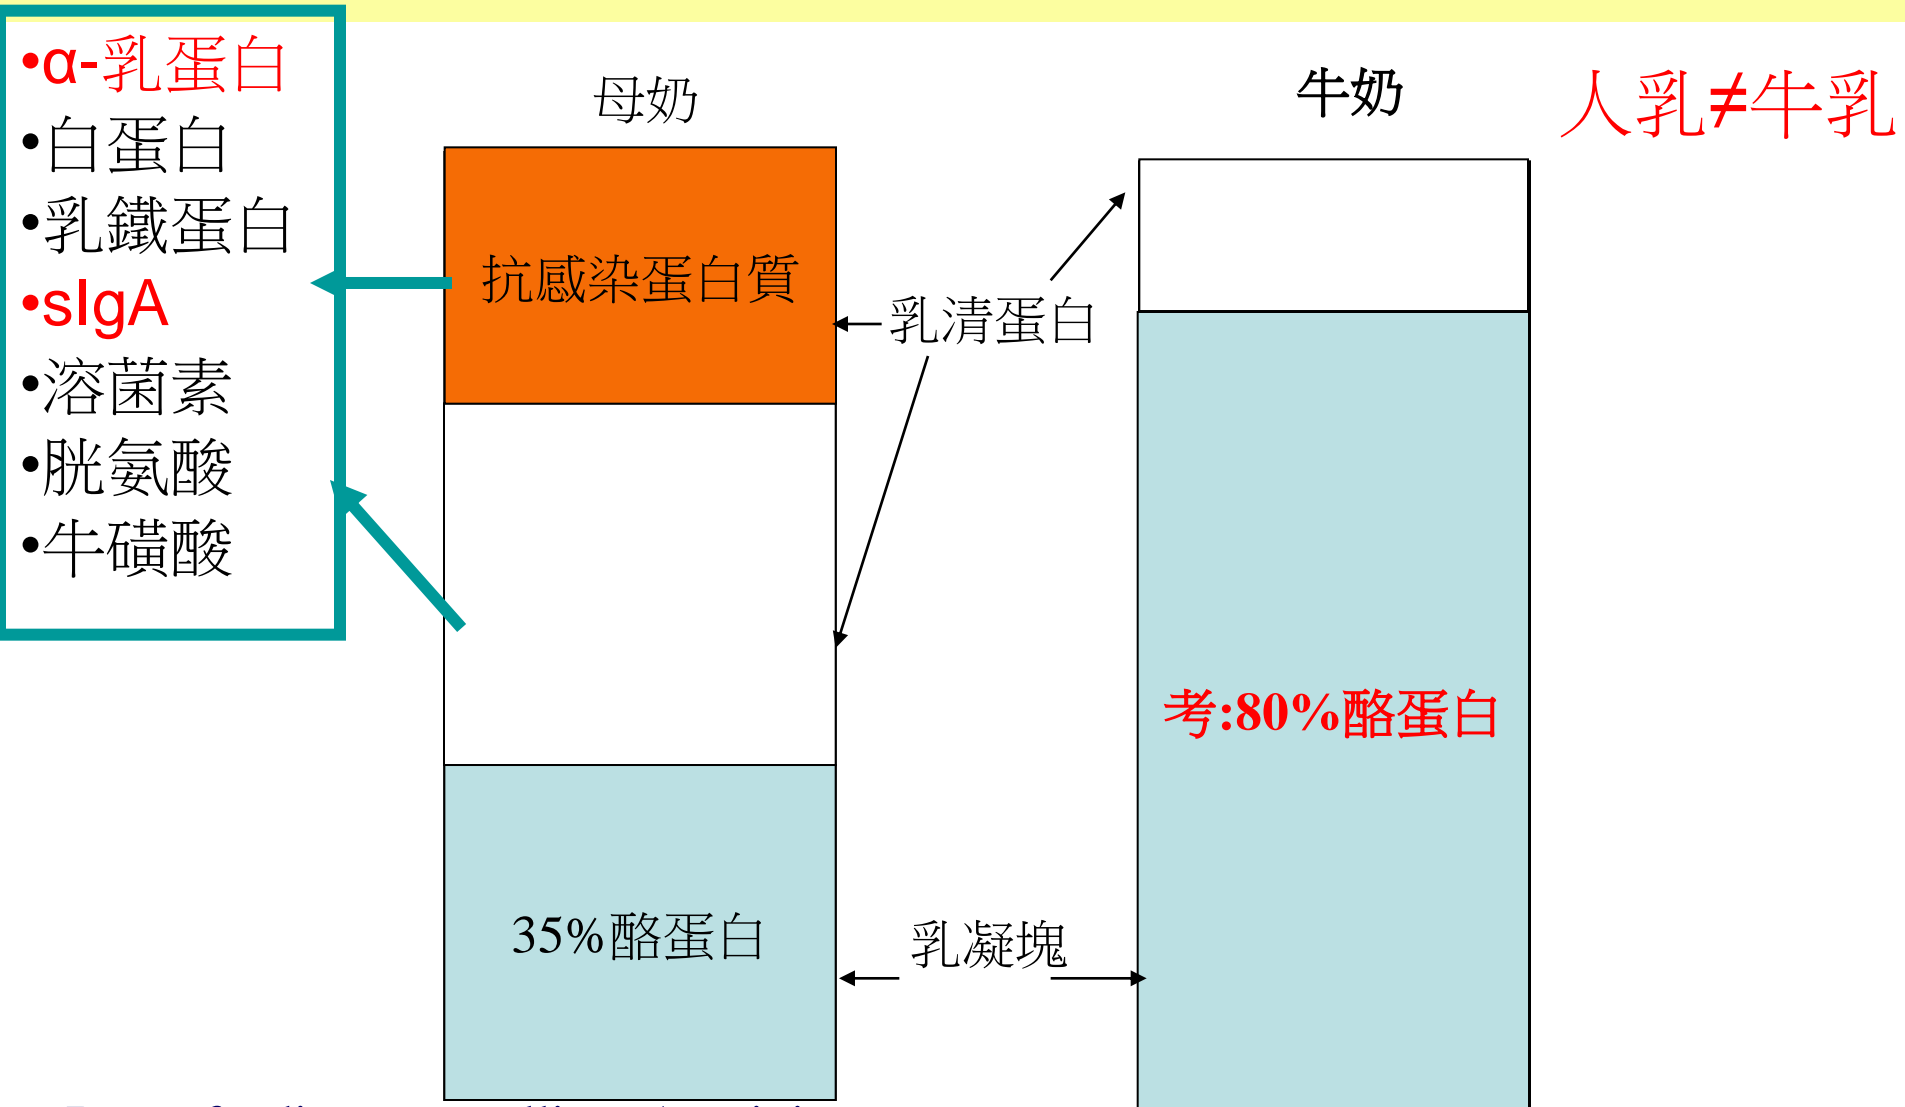 •α-乳蛋白
•白蛋白
•乳鐵蛋白
•sIgA
•溶菌素
•胱氨酸
•牛磺酸
母奶
牛奶
人乳≠牛乳
抗感染蛋白質
乳清蛋白
考:80%酪蛋白
35%酪蛋白
乳凝塊